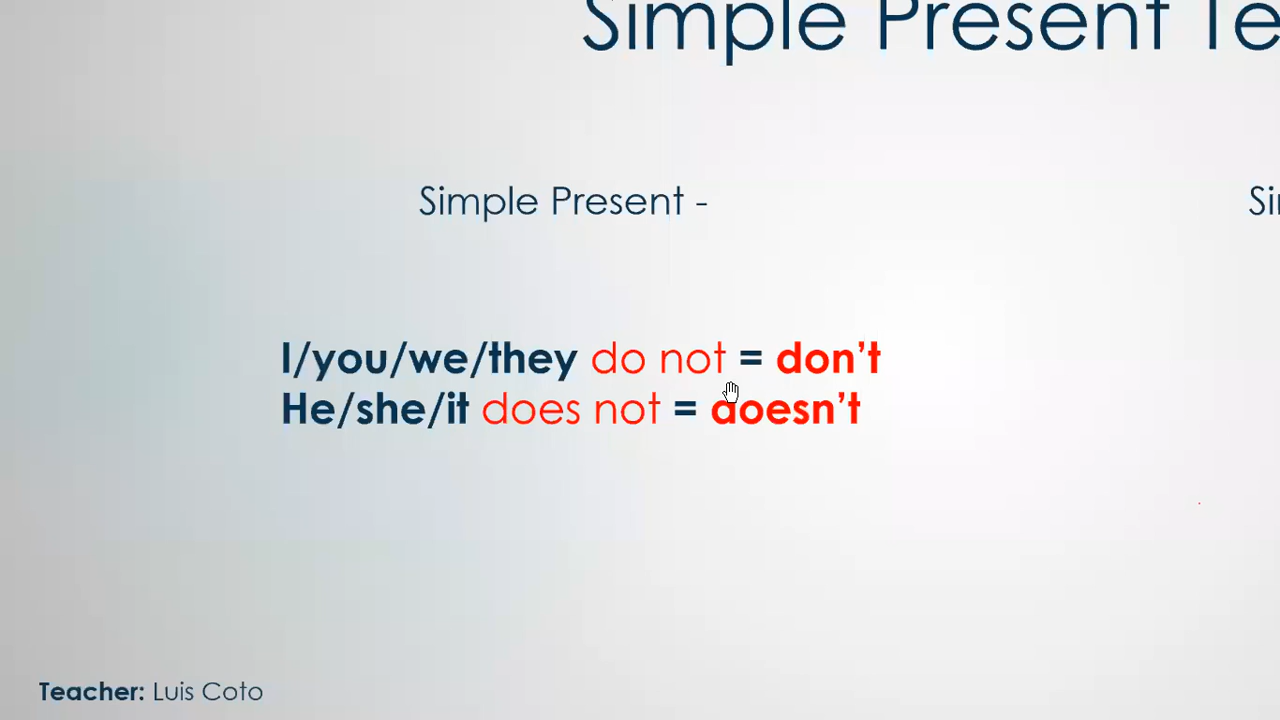 Simple Present Te
Simple Present -
Si
I/you/we/they do not = don’t
He/she/it does not = doesn’t
Teacher: Luis Coto